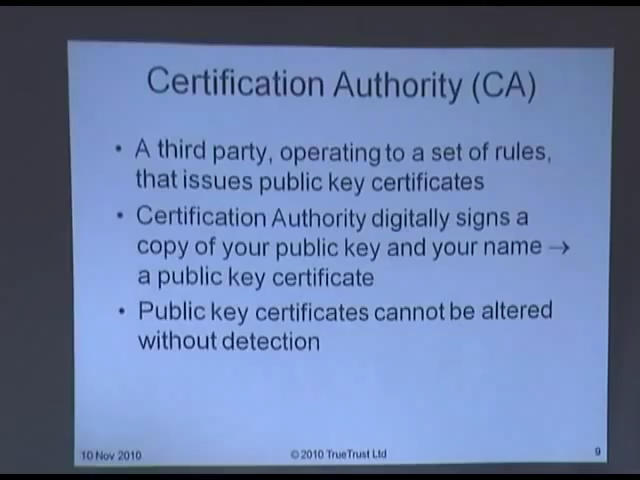 Certification Authority (CA)
• A third party, operating to a set of rules,
that issues public key certificates
• Certification Authority digitally signs a
copy of your public key and your name →
a public key certificate
• Public key certificates cannot be altered
without detection
10 Nov 2010
© 2010 TrueTrust Ltd
9